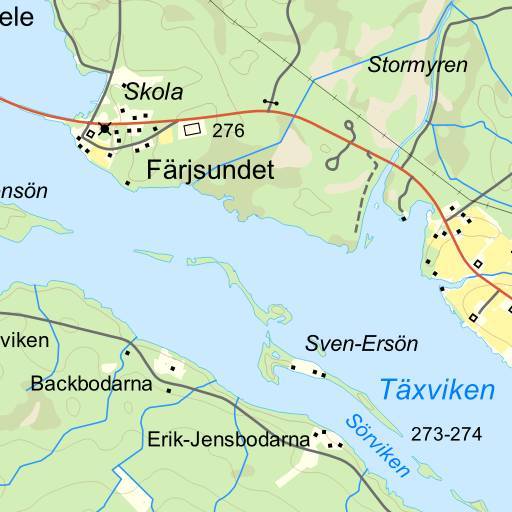 ele
Stormyren
Skola
276
Färjsundet
nsön
Sven-Ersön
viken
Backbodarna
Täxviken
Erik-Jensbodarna
273-274
Sörviken